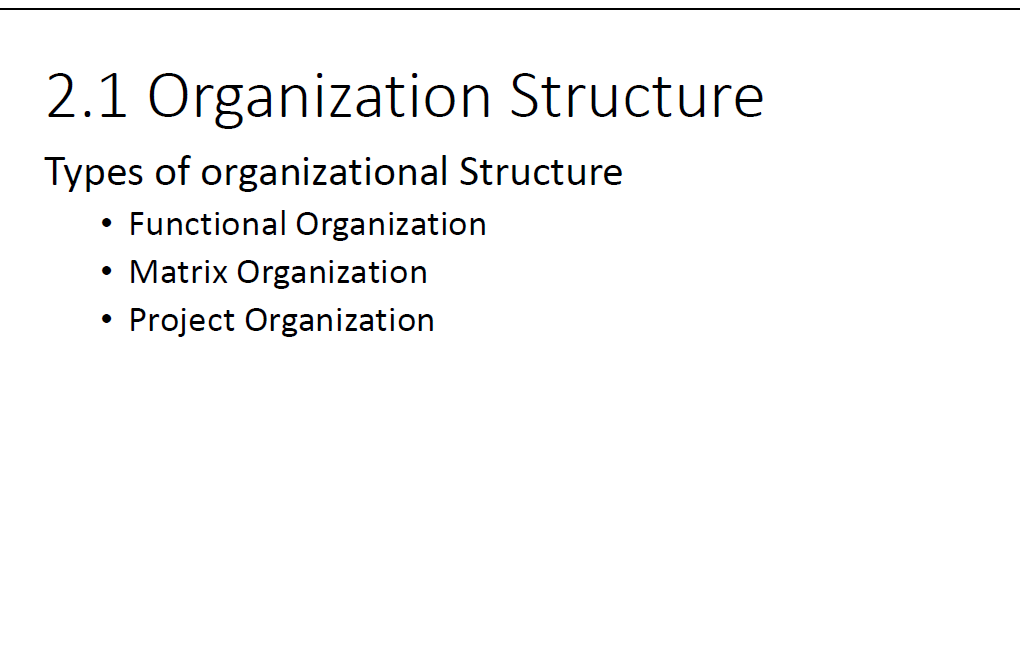 2.1 Organization Structure
Types of organizational Structure
• Functional Organization
• Matrix Organization
• Project Organization